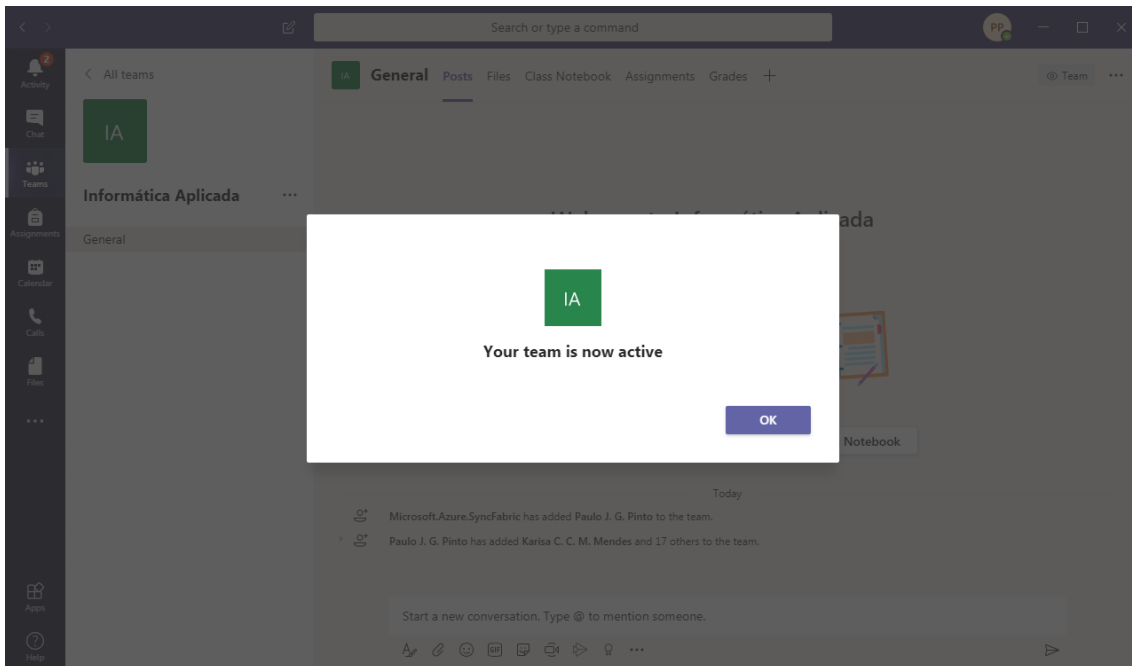 Search or type a command
PP
2
Activity
Chat
Teams
Assignments
Calendar
Calls
Files
Apps
Help
All teams
IA
Informática Aplicada
General
IA General Posts Files Class Notebook Assignments Grades
Team
ada
IA
Your team is now active
OK
Notebook
Today
Microsoft.Azure.SyncFabric has added Paulo J. G. Pinto to the team.
Paulo J. G. Pinto has added Karisa C. C. M. Mendes and 17 others to the team.
Start a new conversation. Type @ to mention someone.
GIF